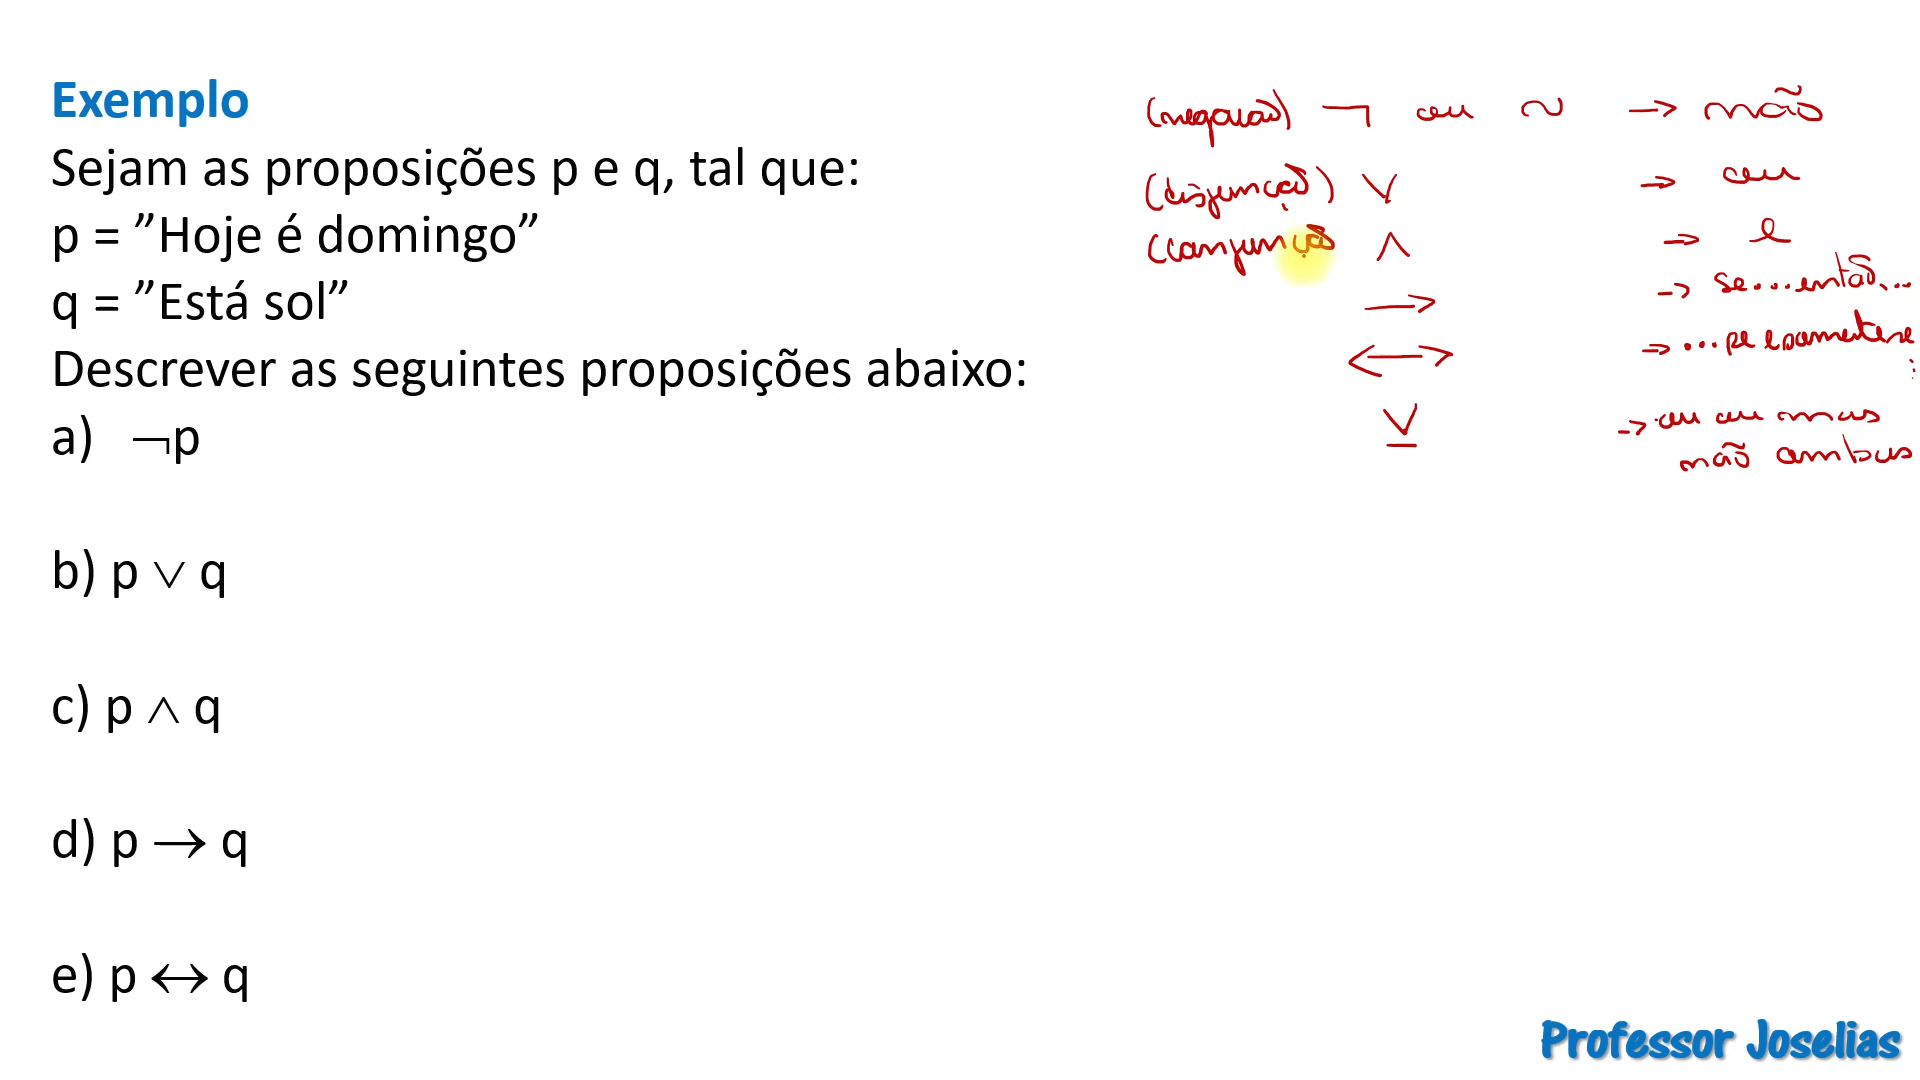 Exemplo
Sejam as proposições p e q, tal que:
p = ”Hoje é domingo”
q = ”Está sol”
Descrever as seguintes proposições abaixo:
a) ¬p
b) p ∨ q
c) p ∧ q
d) p → q
e) p ↔ q
(negação) ¬ ou ~ → não
(disjunção) ∨ → ou
(conjunção ∧ → e
→ → se...então...
↔ → ...se e somente se ...
⊻ → ou ou mas
não ambos
Professor Joselias